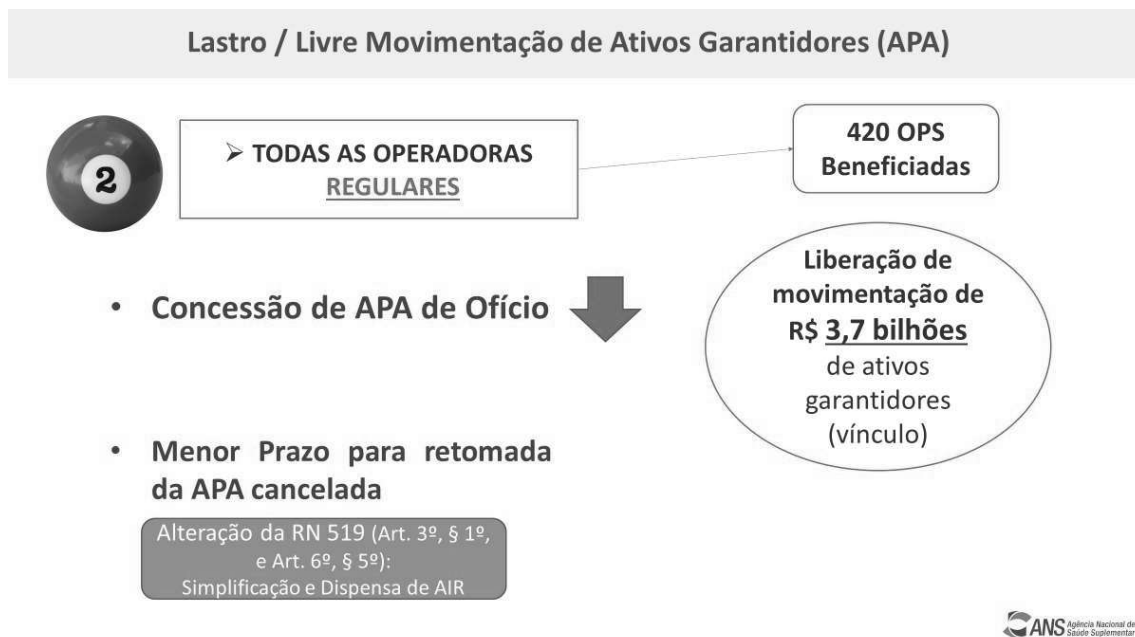 Lastro / Livre Movimentação de Ativos Garantidores (APA)
2
➢ TODAS AS OPERADORAS
REGULARES
420 OPS
Beneficiadas
Liberação de
movimentação de
R$ 3,7 bilhões
de ativos
garantidores
(vínculo)
• Concessão de APA de Ofício
• Menor Prazo para retomada
da APA cancelada
Alteração da RN 519 (Art. 3º, § 1º,
e Art. 6º, § 5º):
Simplificação e Dispensa de AIR
ANS Agência Nacional de
Saúde Suplementar